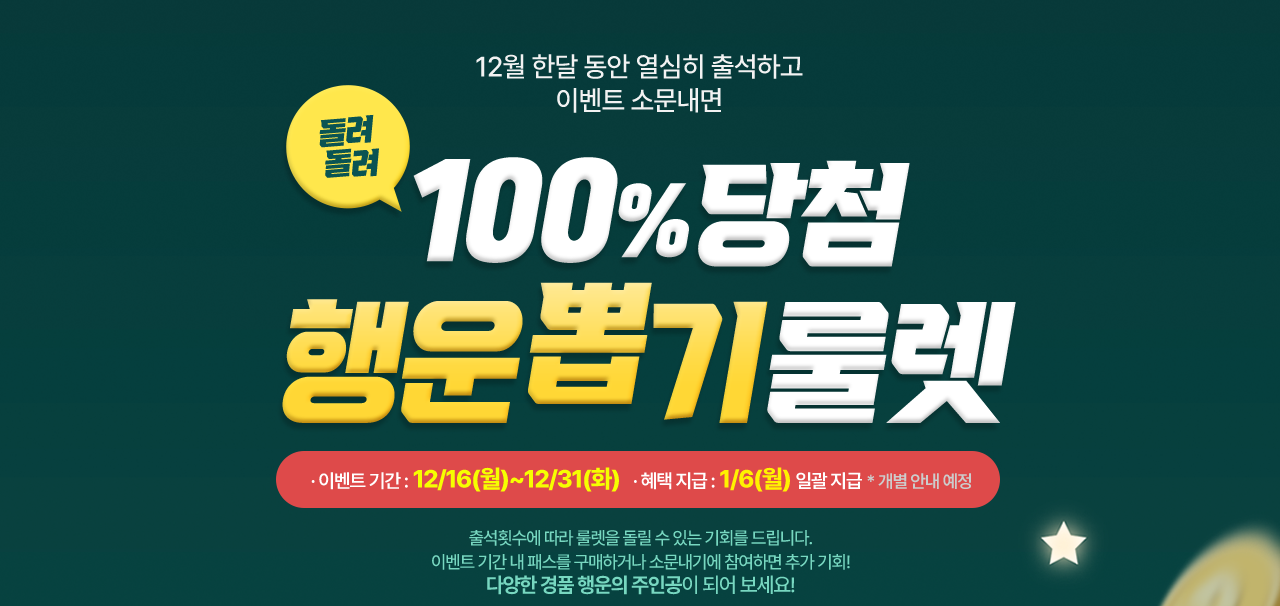 12월 한달 동안 열심히 출석하고
이벤트 소문내면
돌려
돌려
100%당첨
행운뽑기룰렛
· 이벤트 기간 : 12/16(월)~12/31(화) · 혜택 지급 : 1/6(월) 일괄 지급 * 개별 안내 예정
출석횟수에 따라 룰렛을 돌릴 수 있는 기회를 드립니다.
이벤트 기간 내 패스를 구매하거나 소문내기에 참여하면 추가 기회!
다양한 경품 행운의 주인공이 되어 보세요!